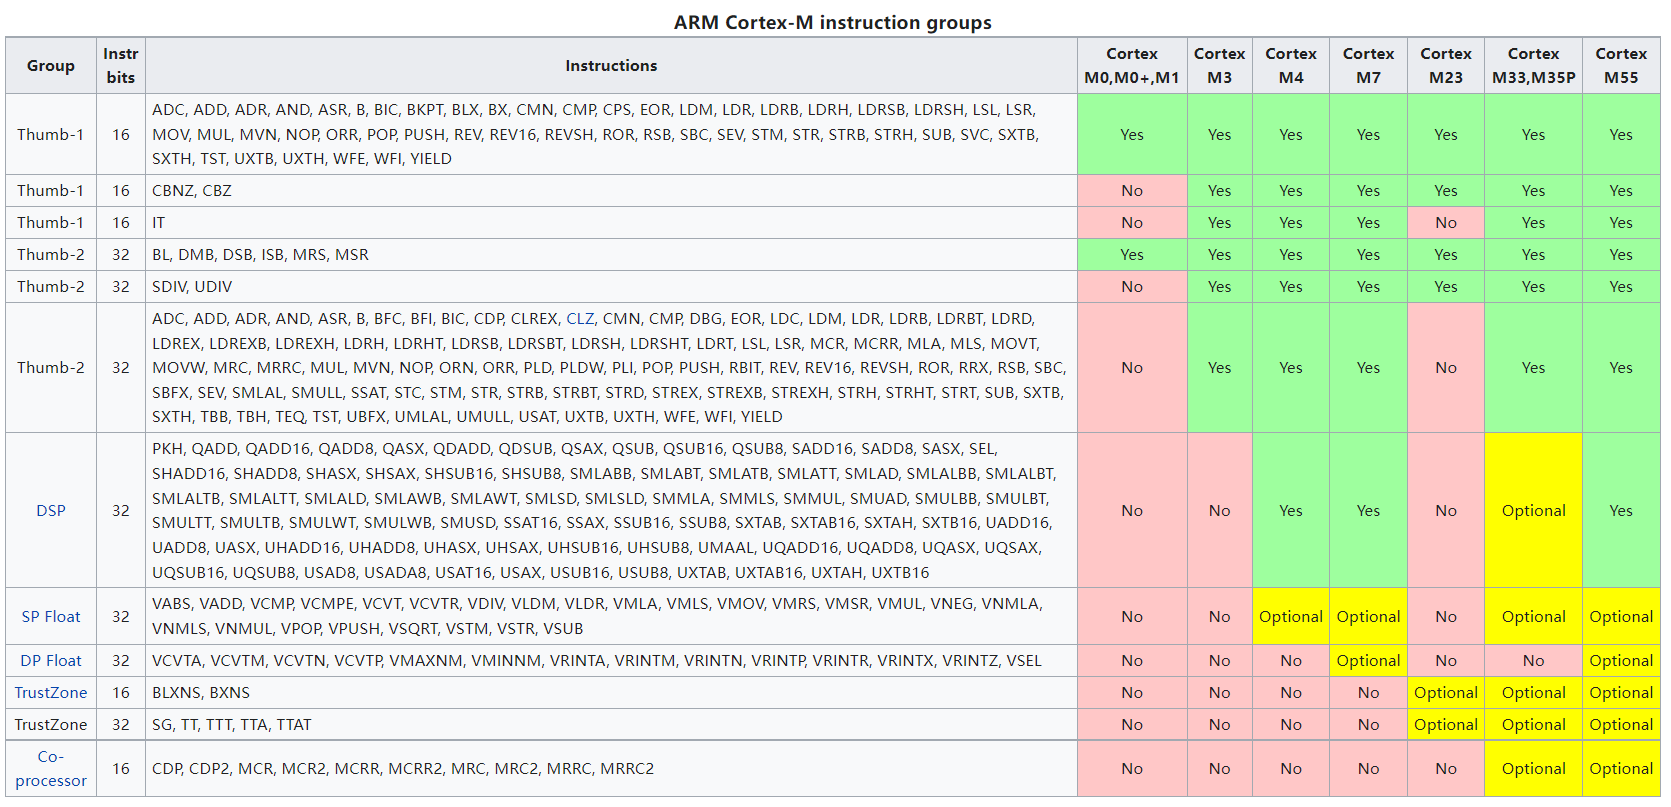 ARM Cortex-M instruction groups
Group
Instr
bits
Instructions
Cortex
M0,M0+,M1
Cortex
M3
Cortex
M4
Cortex
M7
Cortex
M23
Cortex
M33,M35P
Cortex
M55
Thumb-1
16
ADC, ADD, ADR, AND, ASR, B, BIC, BKPT, BLX, BX, CMN, CMP, CPS, EOR, LDM, LDR, LDRB, LDRH, LDRSB, LDRSH, LSL, LSR,
MOV, MUL, MVN, NOP, ORR, POP, PUSH, REV, REV16, REVSH, ROR, RSB, SBC, SEV, STM, STR, STRB, STRH, SUB, SVC, SXTB,
SXTH, TST, UXTB, UXTH, WFE, WFI, YIELD
Yes
Yes
Yes
Yes
Yes
Yes
Yes
Thumb-1
16
CBNZ, CBZ
No
Yes
Yes
Yes
Yes
Yes
Yes
Thumb-1
16
IT
No
Yes
Yes
Yes
No
Yes
Yes
Thumb-2
32
BL, DMB, DSB, ISB, MRS, MSR
Yes
Yes
Yes
Yes
Yes
Yes
Yes
Thumb-2
32
SDIV, UDIV
No
Yes
Yes
Yes
Yes
Yes
Yes
Thumb-2
32
ADC, ADD, ADR, AND, ASR, B, BFC, BFI, BIC, CDP, CLREX, CLZ, CMN, CMP, DBG, EOR, LDC, LDM, LDR, LDRB, LDRBT, LDRD,
LDREX, LDREXB, LDREXH, LDRH, LDRHT, LDRSB, LDRSBT, LDRSH, LDRSHT, LDRT, LSL, LSR, MCR, MCRR, MLA, MLS, MOVT,
MOVW, MRC, MRRC, MUL, MVN, NOP, ORN, ORR, PLD, PLDW, PLI, POP, PUSH, RBIT, REV, REV16, REVSH, ROR, RRX, RSB, SBC,
SBFX, SEV, SMLAL, SMULL, SSAT, STC, STM, STR, STRB, STRBT, STRD, STREX, STREXB, STREXH, STRH, STRHT, STRT, SUB, SXTB,
SXTH, TBB, TBH, TEQ, TST, UBFX, UMLAL, UMULL, USAT, UXTB, UXTH, WFE, WFI, YIELD
No
Yes
Yes
Yes
No
Yes
Yes
DSP
32
PKH, QADD, QADD16, QADD8, QASX, QDADD, QDSUB, QSAX, QSUB, QSUB16, QSUB8, SADD16, SADD8, SASX, SEL,
SHADD16, SHADD8, SHASX, SHSAX, SHSUB16, SHSUB8, SMLABB, SMLABT, SMLATB, SMLATT, SMLAD, SMLALBB, SMLALBT,
SMLALTB, SMLALTT, SMLALD, SMLAWB, SMLAWT, SMLSD, SMLSLD, SMMLA, SMMLS, SMMUL, SMUAD, SMULBB, SMULBT,
SMULTT, SMULTB, SMULWT, SMULWB, SMUSD, SSAT16, SSAX, SSUB16, SSUB8, SXTAB, SXTAB16, SXTAH, SXTB16, UADD16,
UADD8, UASX, UHADD16, UHADD8, UHASX, UHSAX, UHSUB16, UHSUB8, UMAAL, UQADD16, UQADD8, UQASX, UQSAX,
UQSUB16, UQSUB8, USAD8, USADA8, USAT16, USAX, USUB16, USUB8, UXTAB, UXTAB16, UXTAH, UXTB16
No
No
Yes
Yes
No
Optional
Yes
SP Float
32
VABS, VADD, VCMP, VCMPE, VCVT, VCVTR, VDIV, VLDM, VLDR, VMLA, VMLS, VMOV, VMRS, VMSR, VMUL, VNEG, VNMLA,
VNMLS, VNMUL, VPOP, VPUSH, VSQRT, VSTM, VSTR, VSUB
No
No
Optional
Optional
No
Optional
Optional
DP Float
32
VCVTA, VCVTM, VCVTN, VCVTP, VMAXNM, VMINNM, VRINTA, VRINTM, VRINTN, VRINTP, VRINTR, VRINTX, VRINTZ, VSEL
No
No
No
Optional
No
No
Optional
TrustZone
16
BLXNS, BXNS
No
No
No
No
Optional
Optional
Optional
TrustZone
32
SG, TT, TTT, TTA, TTAT
No
No
No
No
Optional
Optional
Optional
Co-
processor
16
CDP, CDP2, MCR, MCR2, MCRR, MCRR2, MRC, MRC2, MRRC, MRRC2
No
No
No
No
No
Optional
Optional